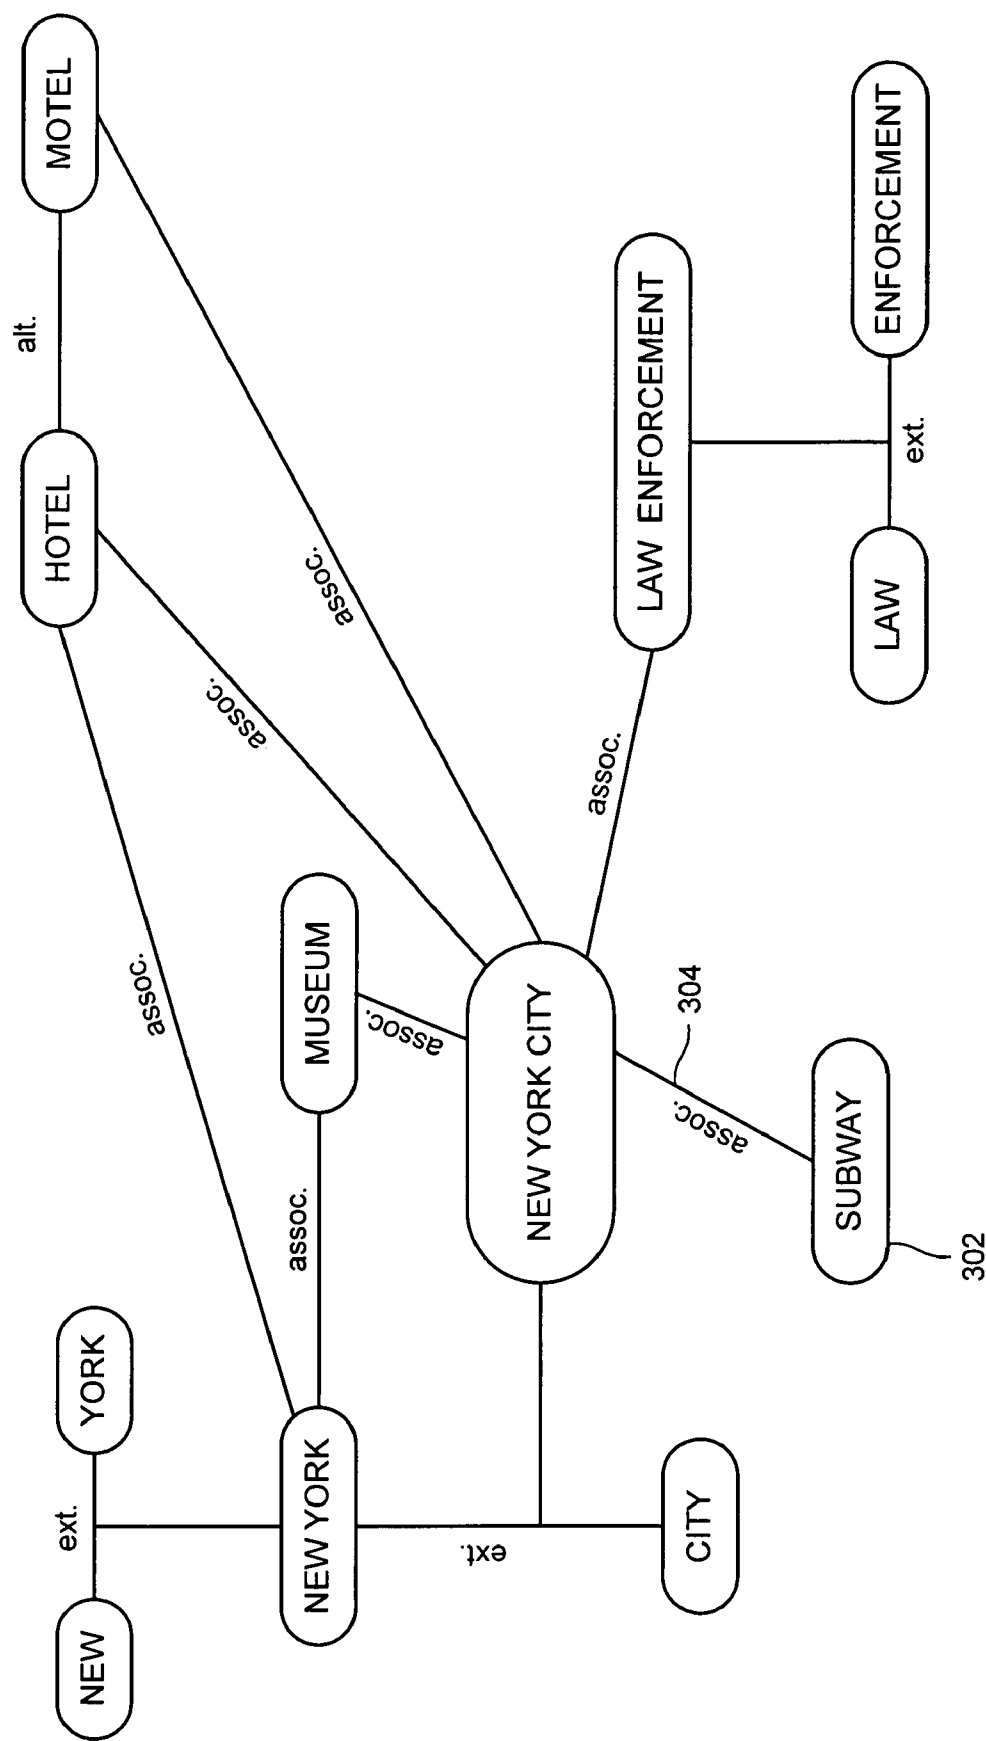 NEW
ext.
YORK
NEW YORK
ext.
CITY
assoc.
assoc.
MUSEUM
assoc.
NEW YORK CITY
HOTEL
alt.
MOTEL
assoc.
assoc.
assoc.
LAW ENFORCEMENT
LAW
ext.
ENFORCEMENT
assoc.
304
SUBWAY
302